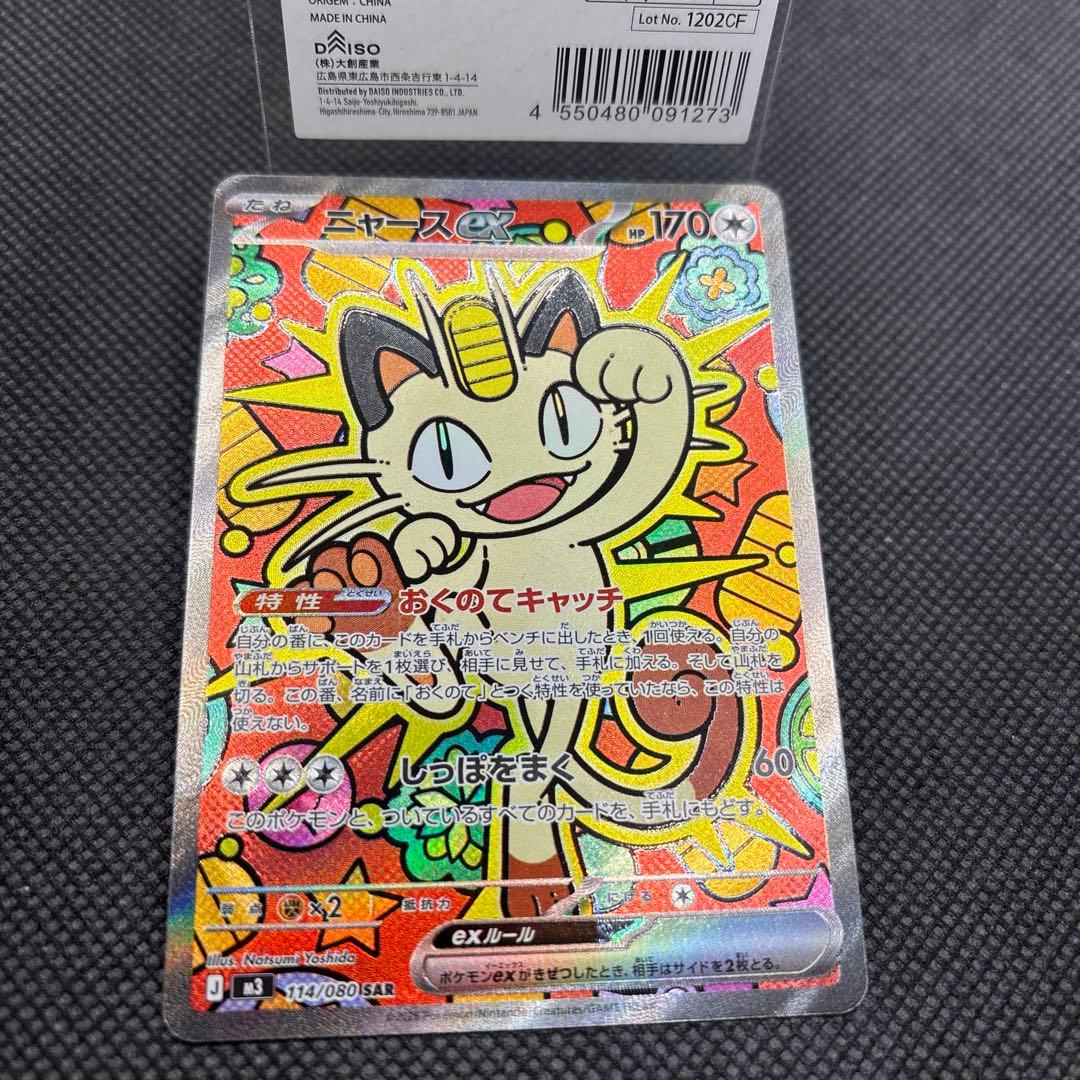 ORIGEM : CHINA
MADE IN CHINA
Lot No. 1202CF
DAISO
(株)大創産業
広島県東広島市西条吉行東1-4-14
Distributed by DAISO INDUSTRIES CO., LTD.
1-4-14 Saijo-Yoshiyukihigashi,
Higashihiroshima-City, Hiroshima 739-8501 JAPAN
4 550480 091273
たね
ニャースex
HP 170
特性 とくせい おくのてキャッチ
自分の番に、このカードを手札からベンチに出したとき、1回使える。自分の
山札からサポートを1枚選び、相手に見せて、手札に加える。そして山札を
切る。この番、名前に「おくのて」とつく特性を使っていたなら、この特性は
使えない。
しっぽをまく 60
このポケモンと、ついているすべてのカードを、手札にもどす。
弱点 ×2 抵抗力 にげる
exルール
ポケモンexがきぜつしたとき、相手はサイドを2枚とる。
Illus. Natsumi Yoshida
J M3 114/080 SAR
Pokémon/Nintendo/Creatures/GAME